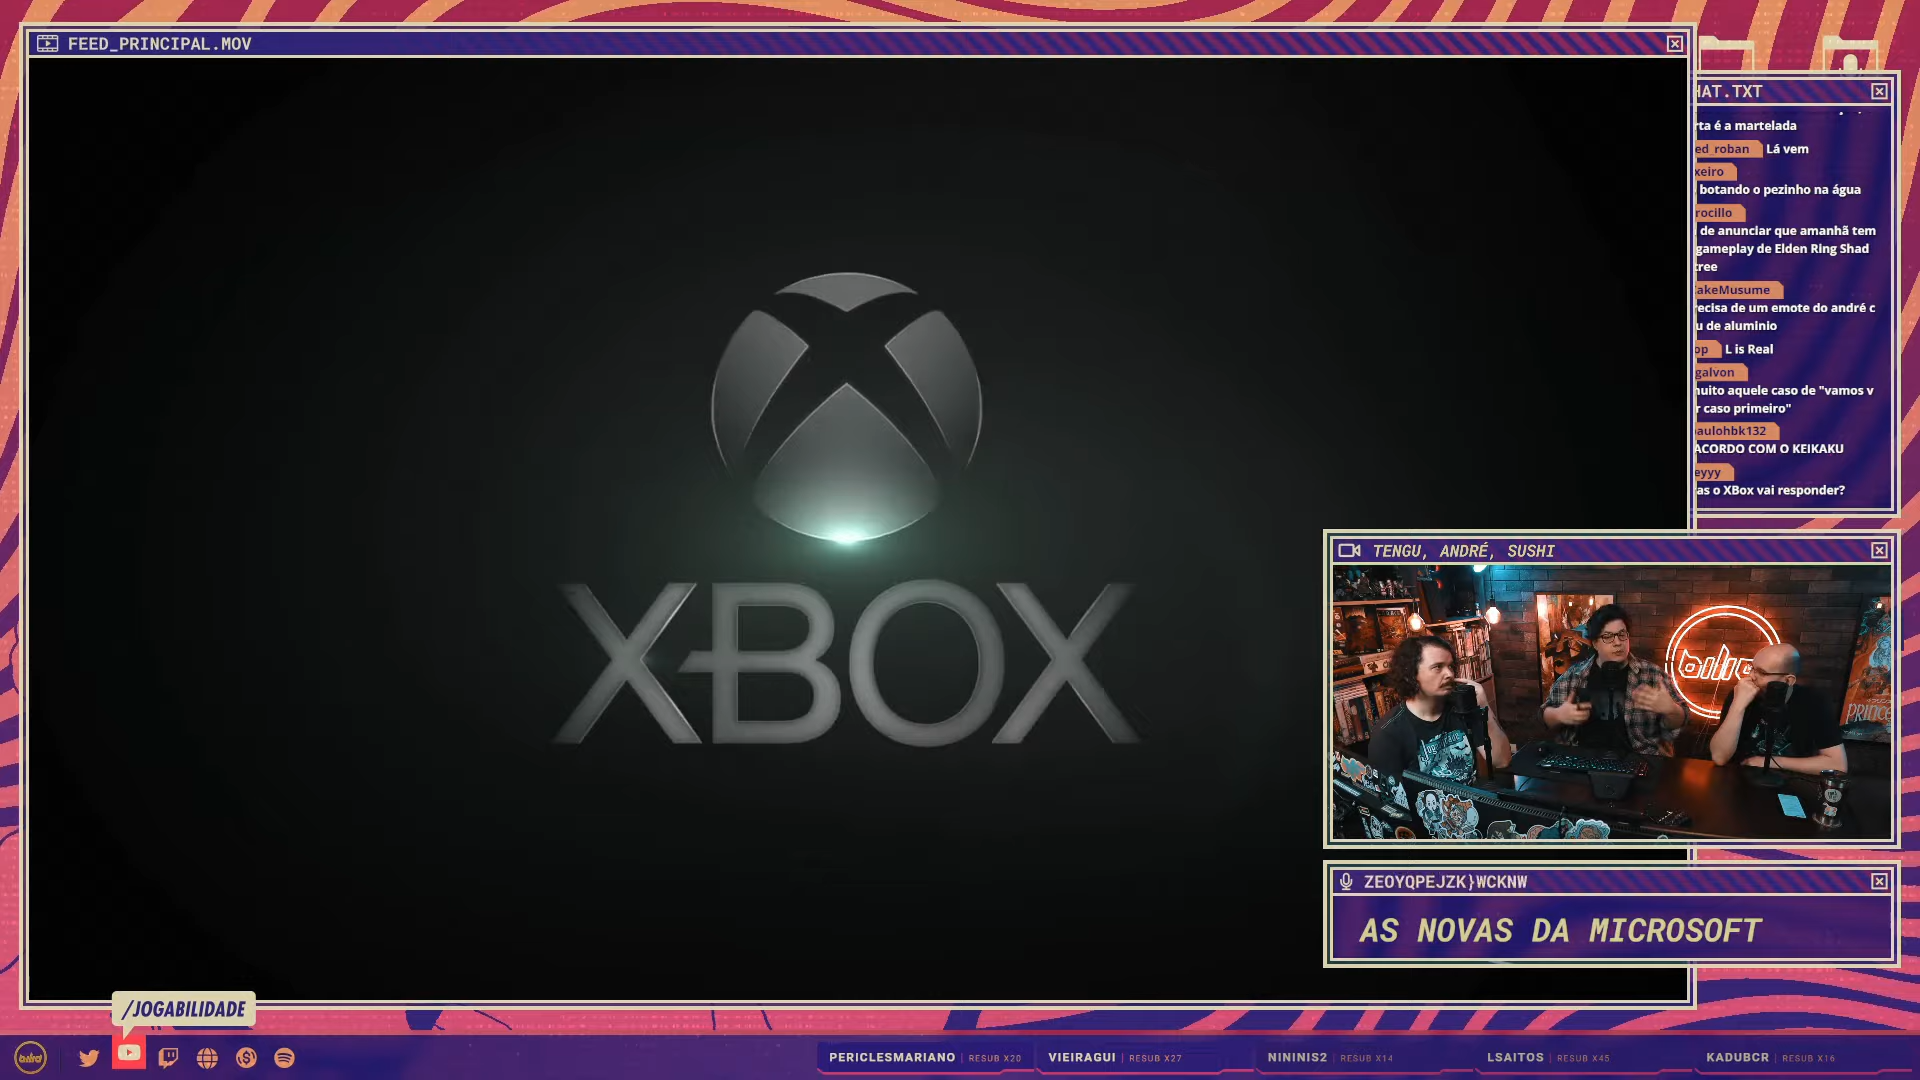 FEED_PRINCIPAL.MOV
XBOX
HAT.TXT
rta é a martelada
ed_roban Lá vem
xeiro
botando o pezinho na água
rocillo
de anunciar que amanhã tem
gameplay de Elden Ring Shad
tree
akeMusume
recisa de um emote do andré c
u de aluminio
op L is Real
galvon
nuito aquele caso de "vamos v
r caso primeiro"
aulohbk132
ACORDO COM O KEIKAKU
eyyy
as o XBox vai responder?
TENGU, ANDRÉ, SUSHI
PRINCE
ZEOYQPEJZK}WCKNW
AS NOVAS DA MICROSOFT
/JOGABILIDADE
PERICLESMARIANO | RESUB X20
VIEIRAGUI | RESUB X27
NININIS2 | RESUB X14
LSAITOS | RESUB X45
KADUBCR | RESUB X16